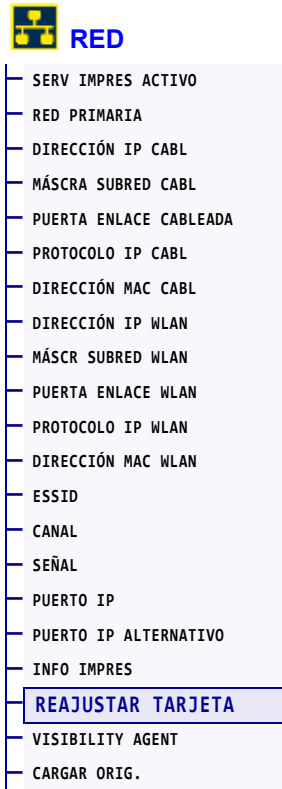 RED
SERV IMPRES ACTIVO
RED PRIMARIA
DIRECCIÓN IP CABL
MÁSCRA SUBRED CABL
PUERTA ENLACE CABLEADA
PROTOCOLO IP CABL
DIRECCIÓN MAC CABL
DIRECCIÓN IP WLAN
MÁSCR SUBRED WLAN
PUERTA ENLACE WLAN
PROTOCOLO IP WLAN
DIRECCIÓN MAC WLAN
ESSID
CANAL
SEÑAL
PUERTO IP
PUERTO IP ALTERNATIVO
INFO IMPRES
REAJUSTAR TARJETA
VISIBILITY AGENT
CARGAR ORIG.